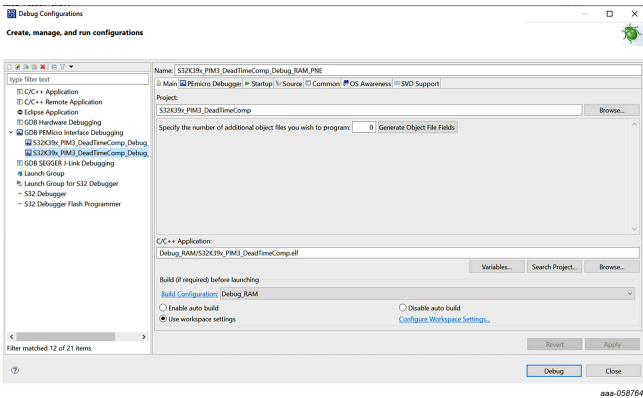 Debug Configurations
Create, manage, and run configurations
type filter text
C/C++ Application
C/C++ Remote Application
Eclipse Application
GDB Hardware Debugging
GDB PEMicro Interface Debugging
S32K39x_PIM3_DeadTimeComp_Debug_
S32K39x_PIM3_DeadTimeComp_Debug_
GDB SEGGER J-Link Debugging
Launch Group
Launch Group for S32 Debugger
S32 Debugger
S32 Debugger Flash Programmer
Filter matched 12 of 21 items
Name: S32K39x_PIM3_DeadTimeComp_Debug_RAM_PNE
Main PEmicro Debugger Startup Source Common OS Awareness SVD Support
Project:
S32K39x_PIM3_DeadTimeComp Browse...
Specify the number of additional object files you wish to program: 0 Generate Object File Fields
C/C++ Application:
Debug_RAM/S32K39x_PIM3_DeadTimeComp.elf
Variables... Search Project... Browse...
Build (if required) before launching
Build Configuration: Debug_RAM
Enable auto build Disable auto build
Use workspace settings Configure Workspace Settings...
Revert Apply
Debug Close
aaa-058764